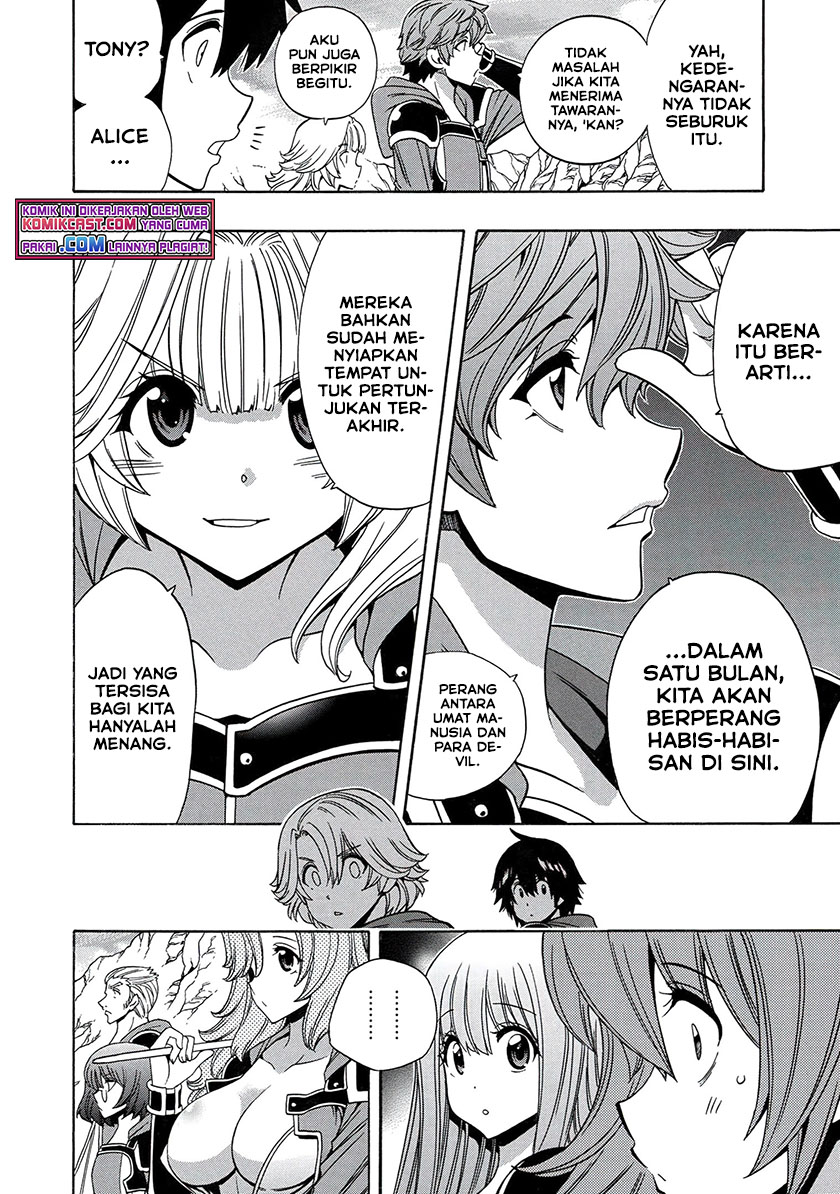 YAH,
KEDE-
NGARAN-
NYA TIDAK
SEBURUK
ITU.
TIDAK
MASALAH
JIKA KITA
MENERIMA
TAWARAN-
NYA, 'KAN?
AKU
PUN JUGA
BERPIKIR
BEGITU.
TONY?
ALICE
...
KOMIK INI DIKERJAKAN OLEH WEB
KOMIKCAST.COM YANG CUMA
PAKAI .COM LAINNYA PLAGIAT!
KARENA
ITU BER-
ARTI...
...DALAM
SATU BULAN,
KITA AKAN
BERPERANG
HABIS-HABI-
SAN DI SINI.
PERANG
ANTARA
UMAT MA-
NUSIA DAN
PARA DE-
VIL.
MEREKA
BAHKAN
SUDAH ME-
NYIAPKAN
TEMPAT UN-
TUK PERTUN-
JUKAN TER-
AKHIR.
JADI YANG
TERSISA
BAGI KITA
HANYALAH
MENANG.
......